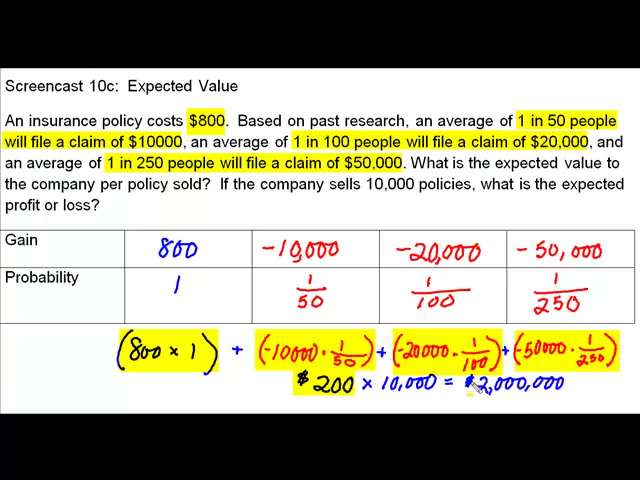 Screencast 10c: Expected Value
An insurance policy costs $800. Based on past research, an average of 1 in 50 people
will file a claim of $10000, an average of 1 in 100 people will file a claim of $20,000, and
an average of 1 in 250 people will file a claim of $50,000. What is the expected value to
the company per policy sold? If the company sells 10,000 policies, what is the expected
profit or loss?
Gain 800 -10,000 -20,000 -50,000
Probability 1 1/50 1/100 1/250
(800 × 1) + (-10000 · 1/50) + (-20000 · 1/100) + (-50000 · 1/250)
$200 × 10,000 = $2,000,000